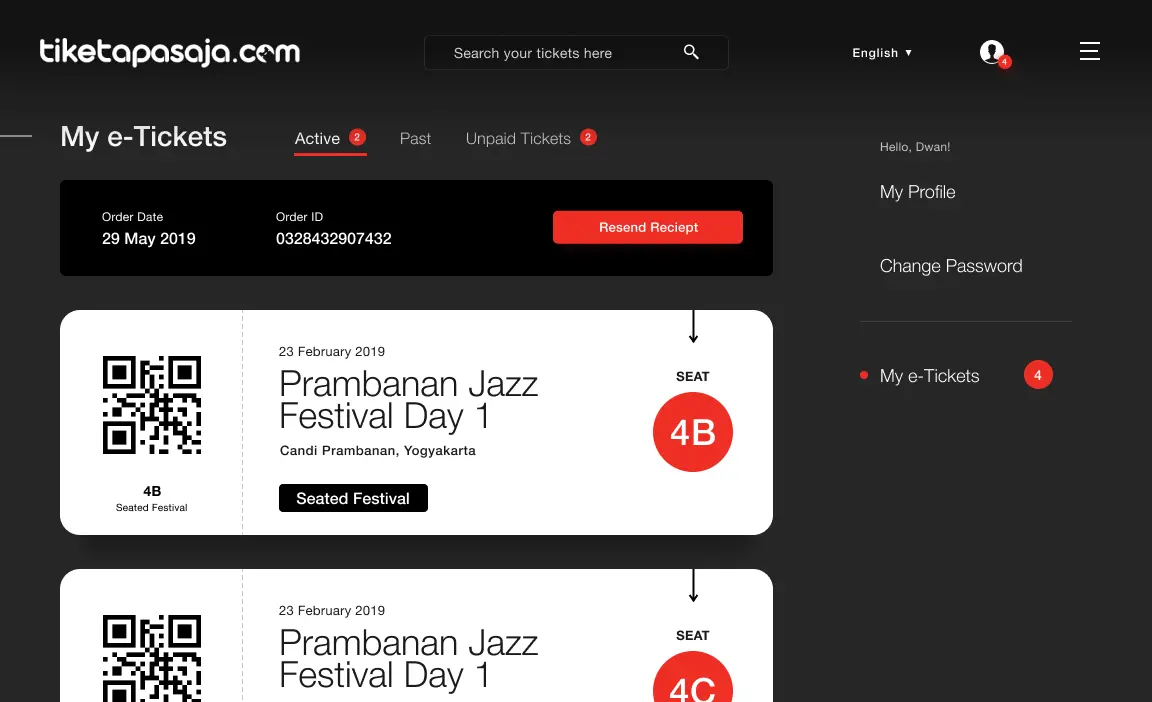 tiketapasaja.com
Search your tickets here
English ▼
4
My e-Tickets
Active 2
Past
Unpaid Tickets 2
Hello, Dwan!
My Profile
Change Password
My e-Tickets 4
Order Date
29 May 2019
Order ID
0328432907432
Resend Reciept
4B
Seated Festival
23 February 2019
Prambanan Jazz
Festival Day 1
Candi Prambanan, Yogyakarta
Seated Festival
SEAT
4B
23 February 2019
Prambanan Jazz
Festival Day 1
SEAT
4C